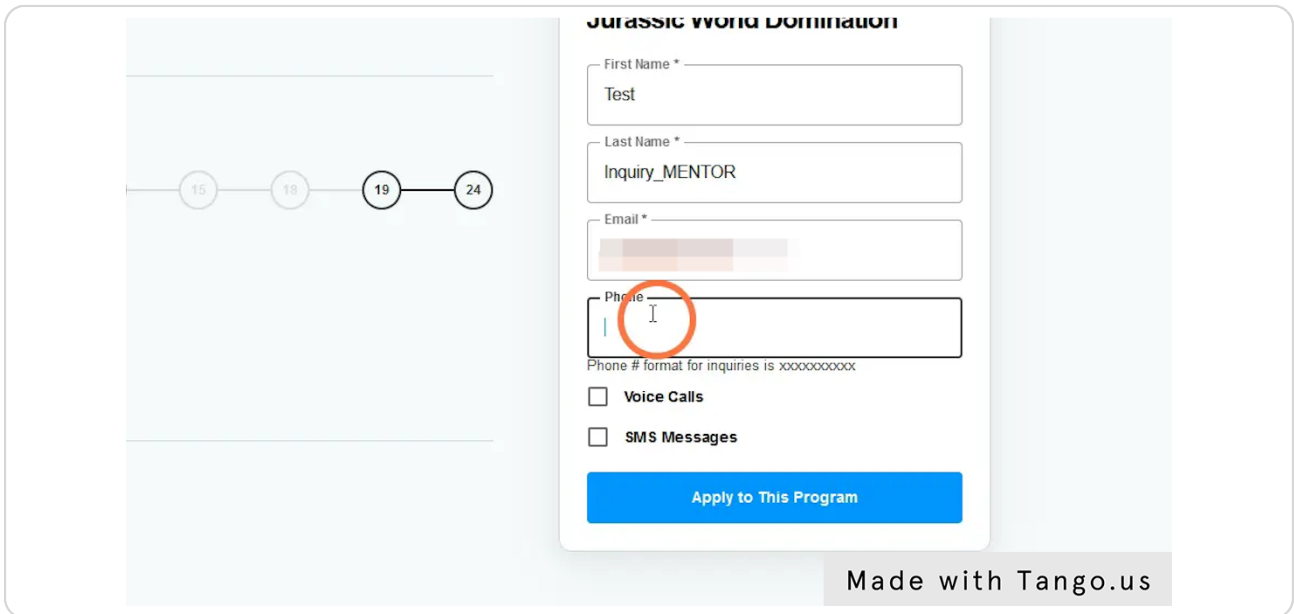 Jurassic World Domination
First Name *
Test
Last Name *
Inquiry_MENTOR
15 18 19 24
Email *
Phone
Phone # format for inquiries is xxxxxxxxxx
Voice Calls
SMS Messages
Apply to This Program
Made with Tango.us